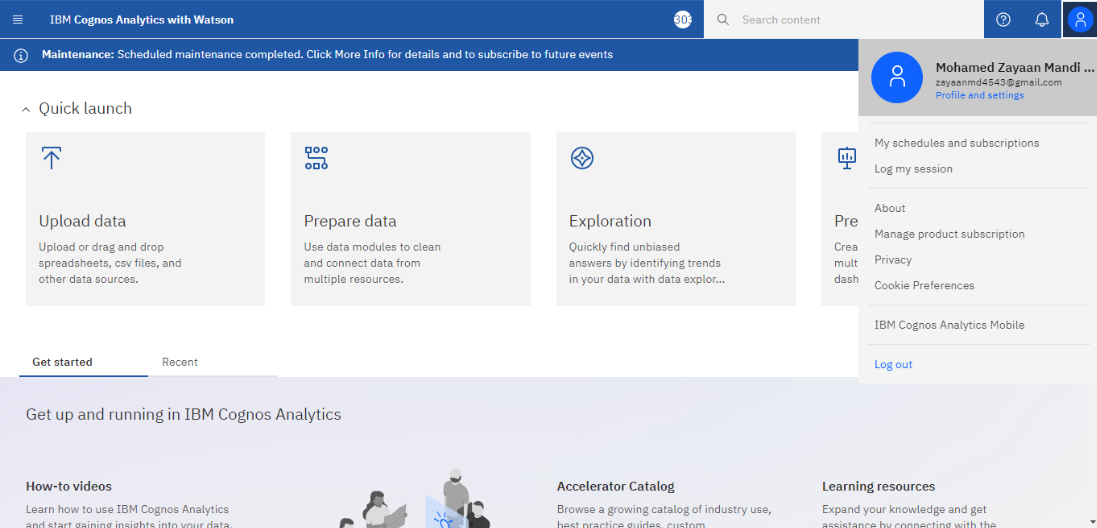 IBM Cognos Analytics with Watson
303
Search content
Maintenance: Scheduled maintenance completed. Click More Info for details and to subscribe to future events
Mohamed Zayaan Mandi ...
zayaanmd4543@gmail.com
Profile and settings
My schedules and subscriptions
Log my session
About
Manage product subscription
Privacy
Cookie Preferences
IBM Cognos Analytics Mobile
Log out
Quick launch
Upload data
Upload or drag and drop
spreadsheets, csv files, and
other data sources.
Prepare data
Use data modules to clean
and connect data from
multiple resources.
Exploration
Quickly find unbiased
answers by identifying trends
in your data with data explor...
Pre
Crea
mult
dash
Get started
Recent
Get up and running in IBM Cognos Analytics
How-to videos
Learn how to use IBM Cognos Analytics
and start gaining insights into your data.
Accelerator Catalog
Browse a growing catalog of industry use,
best practice guides, custom
Learning resources
Expand your knowledge and get
assistance by connecting with the